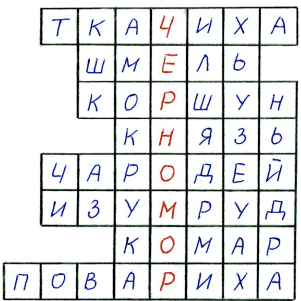 ТКАЧИХА
ШМЕЛЬ
КОРШУН
КНЯЗЬ
ЧАРОДЕЙ
ИЗУМРУД
КОМАР
ПОВАРИХА